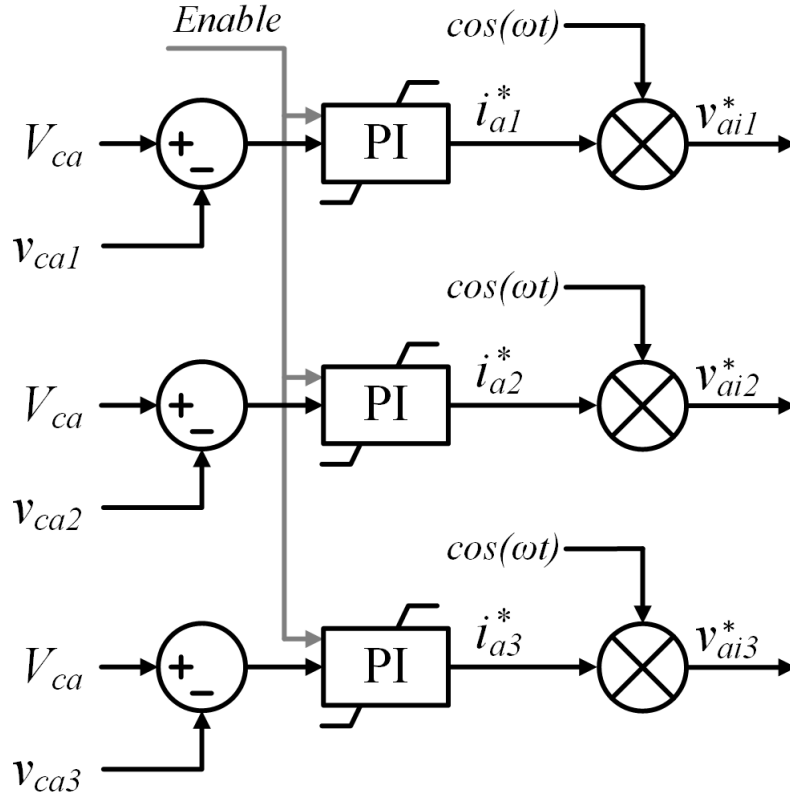 Enable
cos(ωt)
V_ca
+
−
PI
i*_a1
v*_ai1
v_ca1
cos(ωt)
V_ca
+
−
PI
i*_a2
v*_ai2
v_ca2
cos(ωt)
V_ca
+
−
PI
i*_a3
v*_ai3
v_ca3